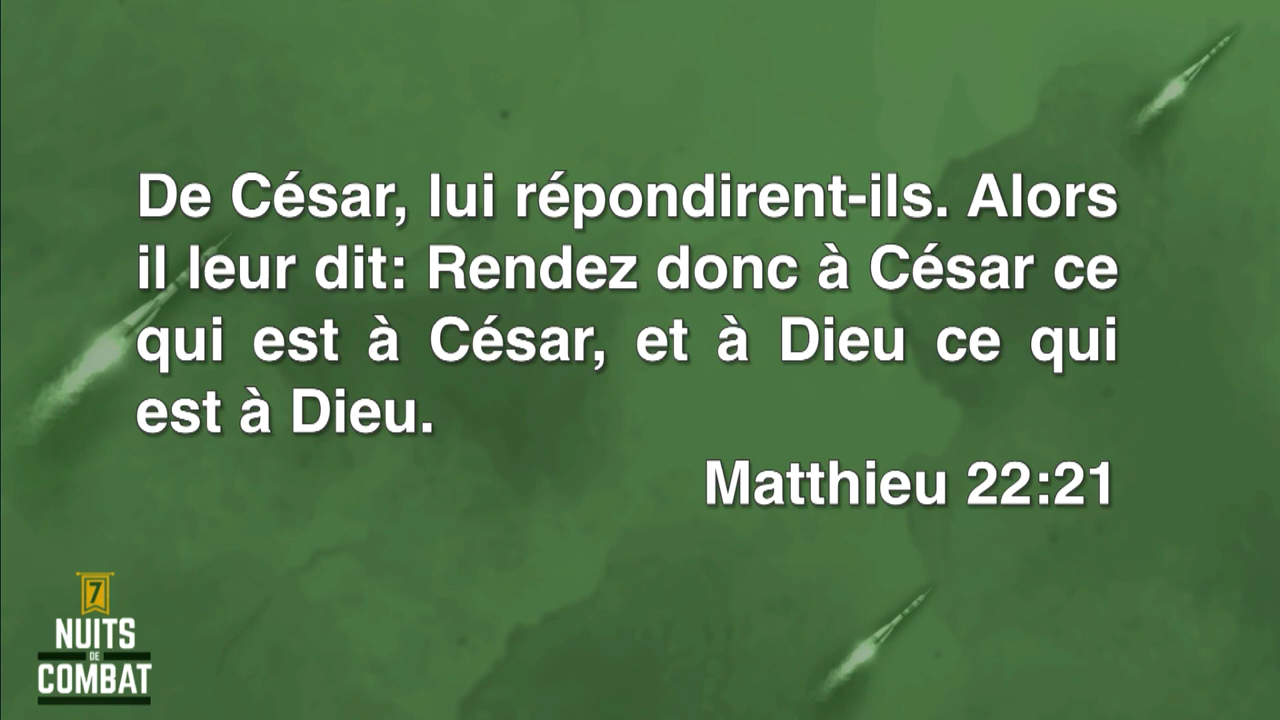 De César, lui répondirent-ils. Alors
il leur dit: Rendez donc à César ce
qui est à César, et à Dieu ce qui
est à Dieu.
Matthieu 22:21
7
NUITS
DE
COMBAT